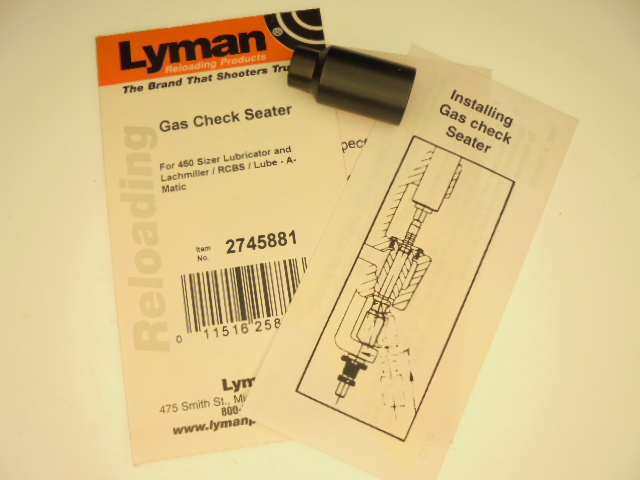 Lyman®
Reloading Products
The Brand That Shooters Tru
Reloading
Gas Check Seater
For 450 Sizer Lubricator and
Lachmiller / RCBS / Lube - A-
Matic
Item
No. 2745881
0 11516 258
Lym
475 Smith St., Mi
800-
www.lymanp
pect
Installing
Gas check
Seater